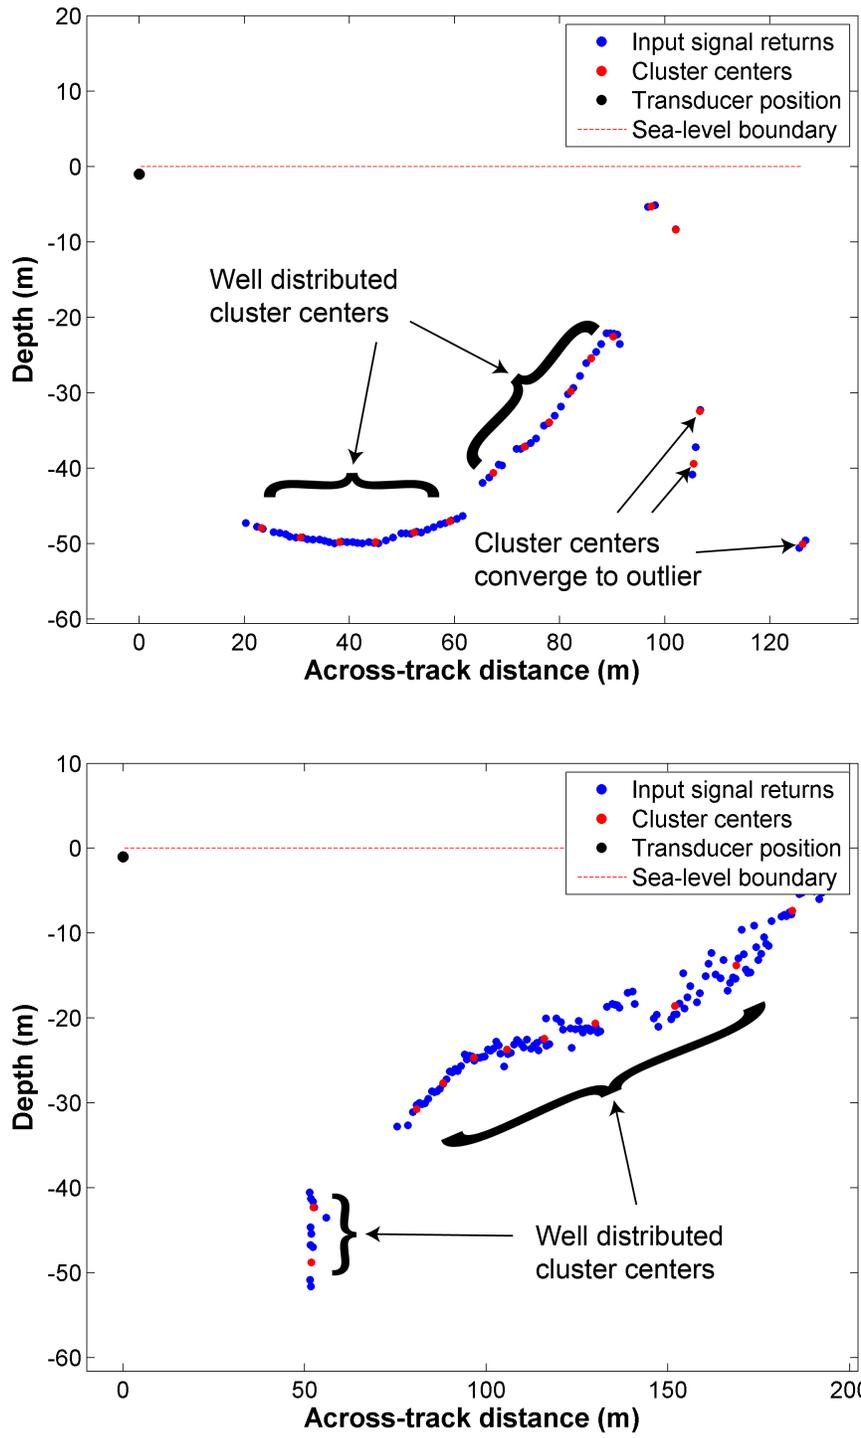 20
10
0
-10
-20
-30
-40
-50
-60
Depth (m)
Input signal returns
Cluster centers
Transducer position
Sea-level boundary
Well distributed
cluster centers
Cluster centers
converge to outlier
0 20 40 60 80 100 120
Across-track distance (m)
10
0
-10
-20
-30
-40
-50
-60
Depth (m)
Input signal returns
Cluster centers
Transducer position
Sea-level boundary
Well distributed
cluster centers
0 50 100 150 200
Across-track distance (m)